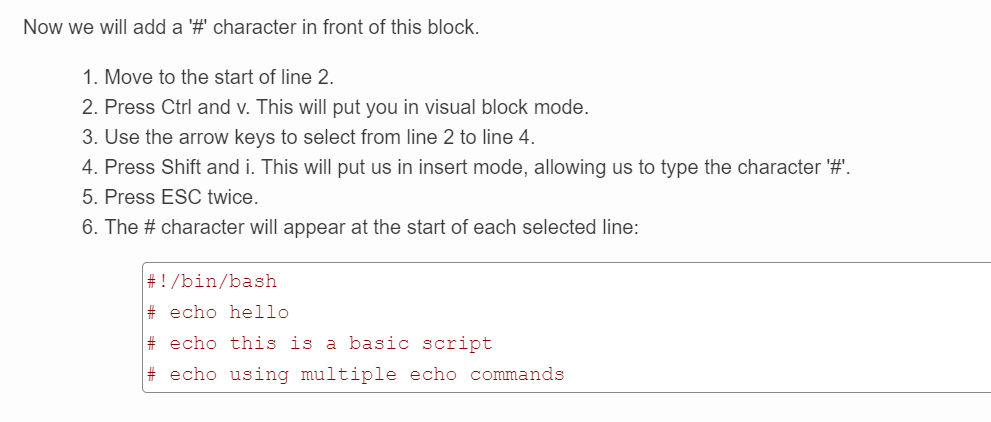 Now we will add a '#' character in front of this block.
1. Move to the start of line 2.
2. Press Ctrl and v. This will put you in visual block mode.
3. Use the arrow keys to select from line 2 to line 4.
4. Press Shift and i. This will put us in insert mode, allowing us to type the character '#'.
5. Press ESC twice.
6. The # character will appear at the start of each selected line:
#!/bin/bash
# echo hello
# echo this is a basic script
# echo using multiple echo commands